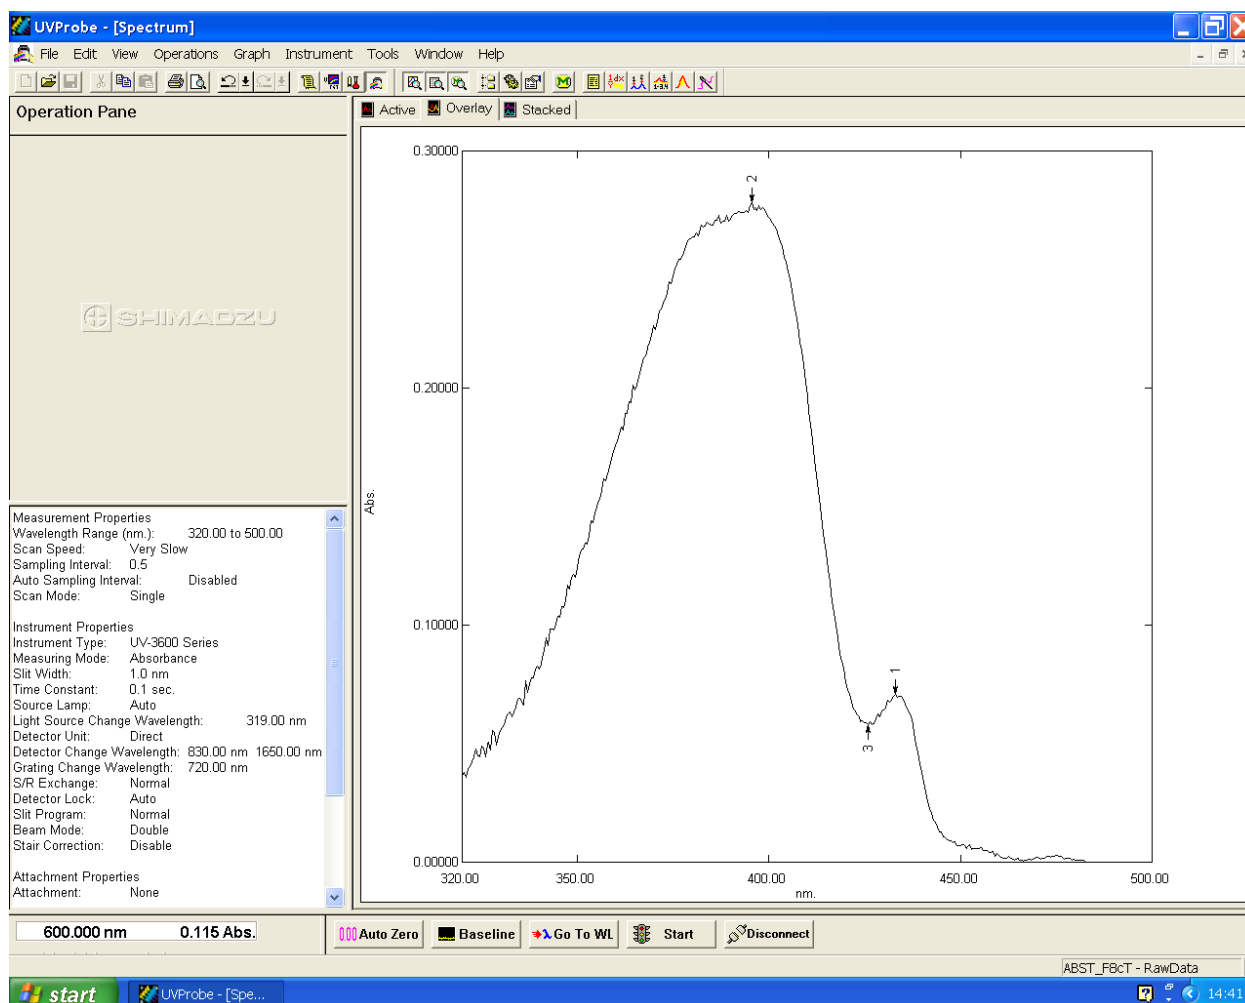 UVProbe - [Spectrum]
File Edit View Operations Graph Instrument Tools Window Help
Operation Pane
Active Overlay Stacked
SHIMADZU
Measurement Properties
Wavelength Range (nm.): 320.00 to 500.00
Scan Speed: Very Slow
Sampling Interval: 0.5
Auto Sampling Interval: Disabled
Scan Mode: Single
Instrument Properties
Instrument Type: UV-3600 Series
Measuring Mode: Absorbance
Slit Width: 1.0 nm
Time Constant: 0.1 sec.
Source Lamp: Auto
Light Source Change Wavelength: 319.00 nm
Detector Unit: Direct
Detector Change Wavelength: 830.00 nm 1650.00 nm
Grating Change Wavelength: 720.00 nm
S/R Exchange: Normal
Detector Lock: Auto
Slit Program: Normal
Beam Mode: Double
Stair Correction: Disable
Attachment Properties
Attachment: None
0.30000
2
0.20000
Abs.
0.10000
1
3
0.00000
320.00 350.00 400.00 450.00 500.00
nm.
600.000 nm 0.115 Abs.
Auto Zero Baseline Go To WL Start Disconnect
ABST_F8cT - RawData
start UVProbe - [Spe... 14:41